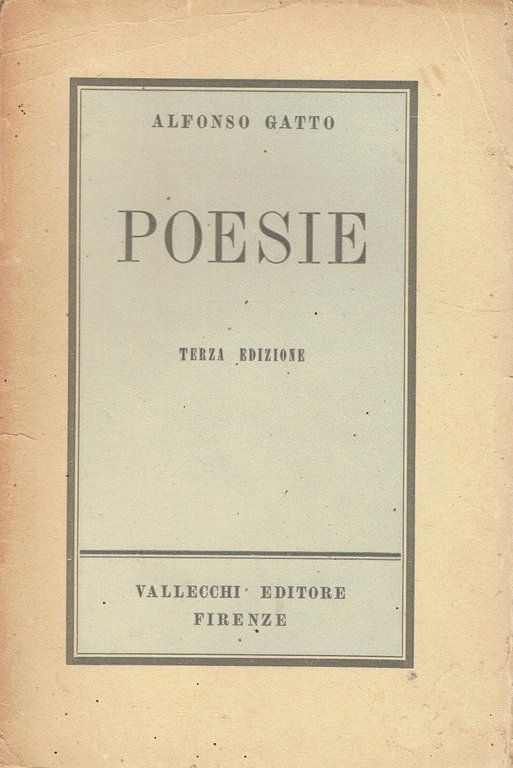 ALFONSO GATTO
POESIE
TERZA EDIZIONE
VALLECCHI EDITORE
FIRENZE